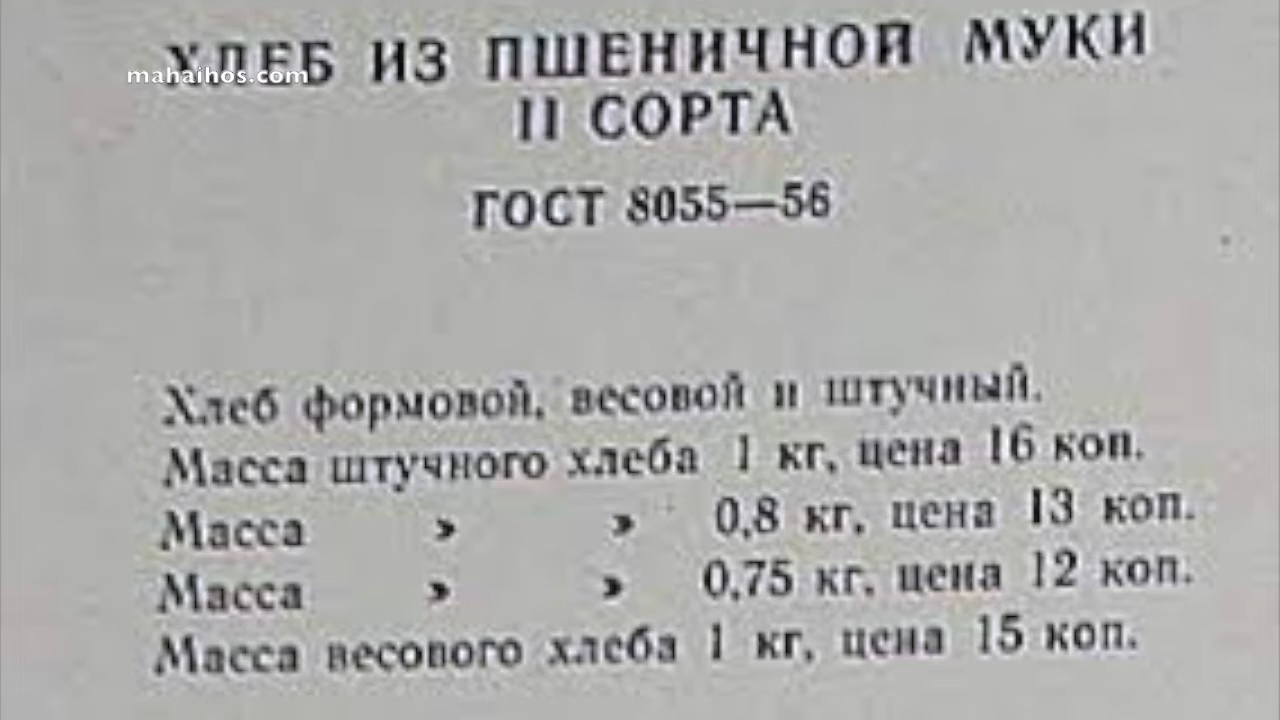 ХЛЕБ ИЗ ПШЕНИЧНОЙ МУКИ
mahaihos.com
II СОРТА
ГОСТ 8055—56
Хлеб формовой, весовой и штучный.
Масса штучного хлеба 1 кг, цена 16 коп.
Масса » » 0,8 кг, цена 13 коп.
Масса » » 0,75 кг, цена 12 коп.
Масса весового хлеба 1 кг, цена 15 коп.